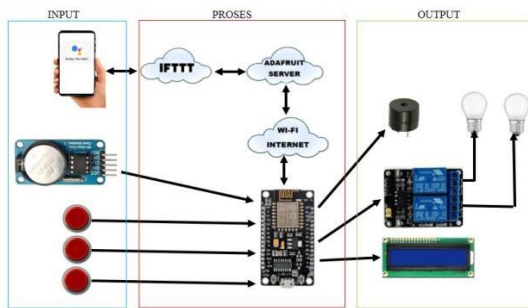 INPUT
PROSES
OUTPUT
IFTTT
ADAFRUIT
SERVER
WI-FI
INTERNET